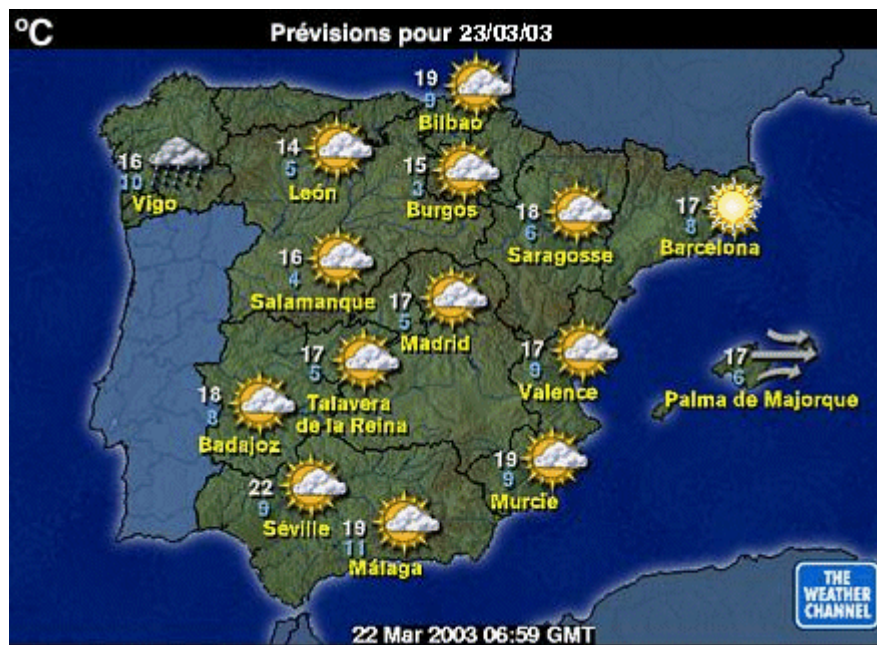 °C
Prévisions pour 23/03/03
19
9
Bilbao
14
5
León
15
3
Burgos
16
10
Vigo
18
6
Saragosse
17
8
Barcelona
16
4
Salamanque
17
5
Madrid
17
5
Talavera
de la Reina
17
9
Valence
17
6
Palma de Majorque
18
8
Badajoz
19
9
Murcie
22
9
Séville
19
11
Málaga
THE
WEATHER
CHANNEL
22 Mar 2003 06:59 GMT